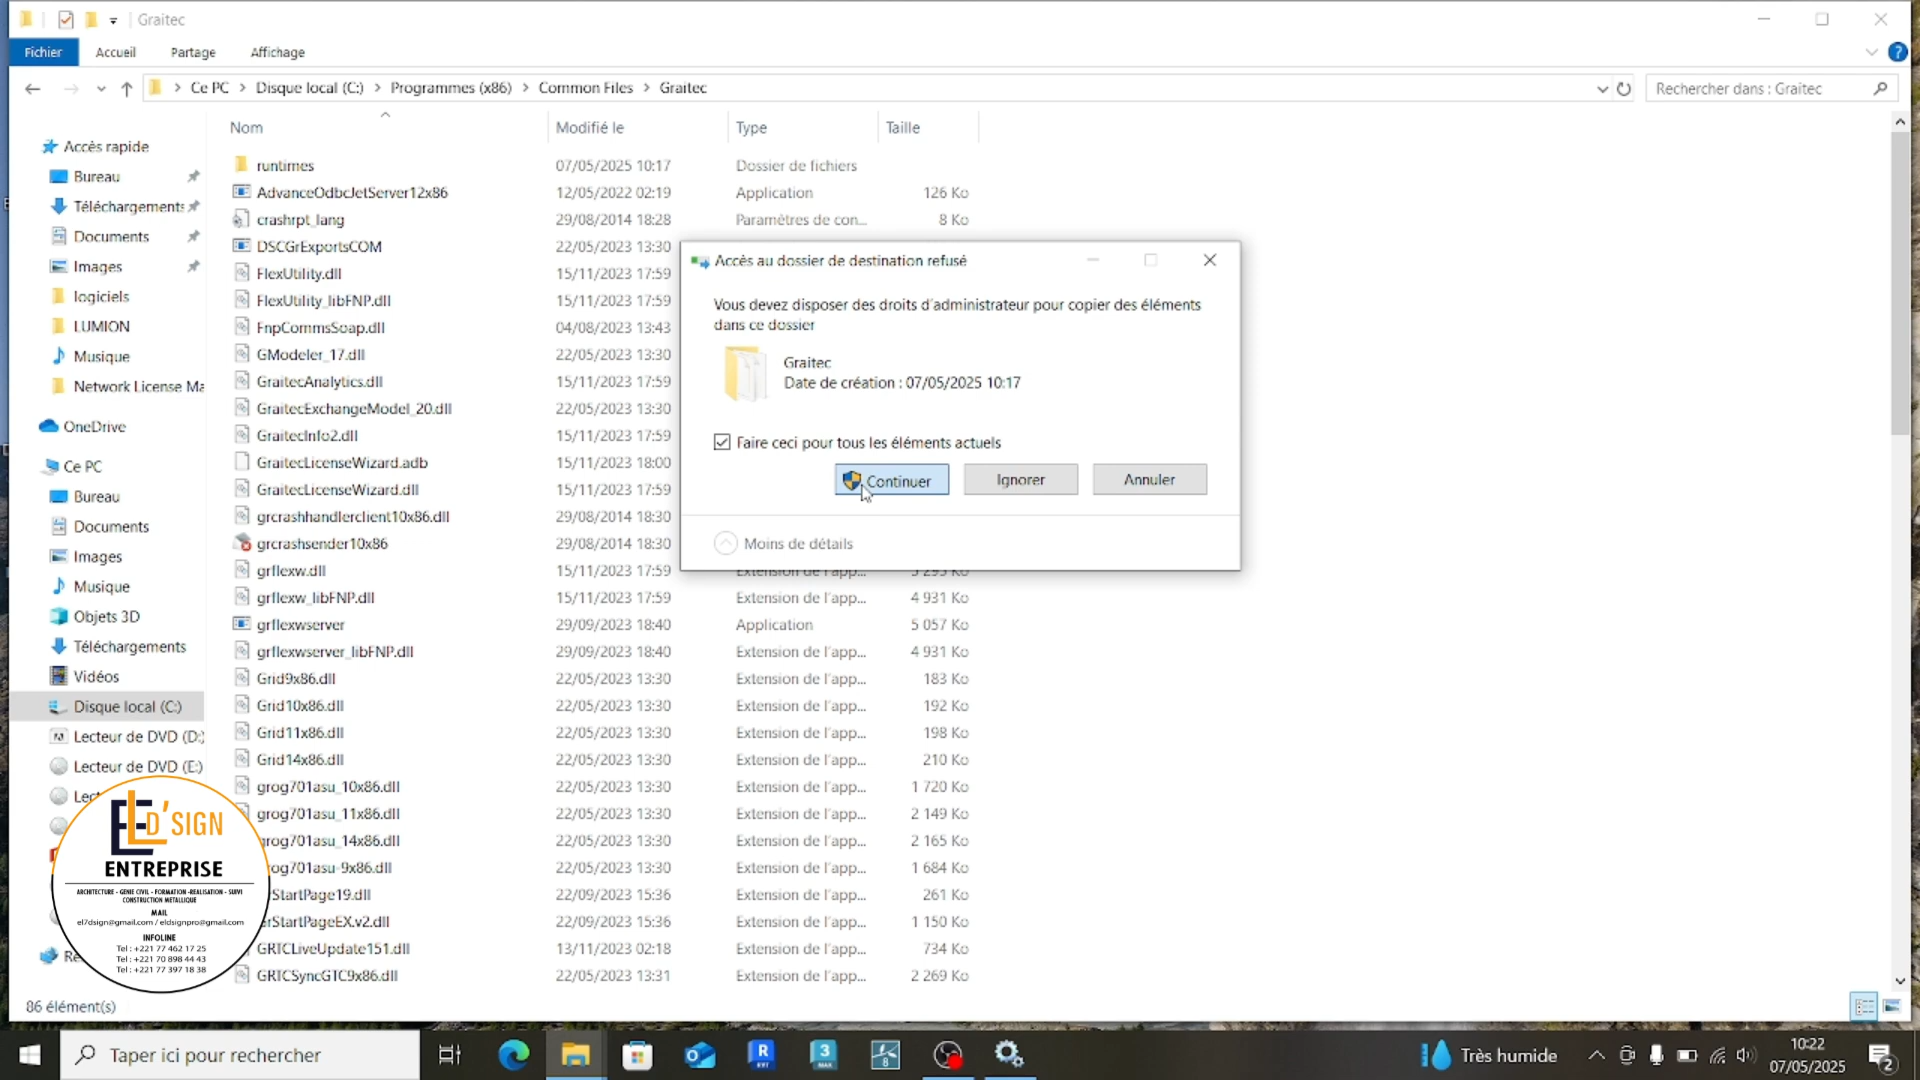 Graitec
Fichier
Accueil
Partage
Affichage
Ce PC > Disque local (C:) > Programmes (x86) > Common Files > Graitec
Rechercher dans : Graitec
Nom
Modifié le
Type
Taille
runtimes 07/05/2025 10:17 Dossier de fichiers
AdvanceOdbcJetServer12x86 12/05/2022 02:19 Application 126 Ko
crashrpt_lang 29/08/2014 18:28 Paramètres de con... 8 Ko
DSCGrExportsCOM 22/05/2023 13:30
FlexUtility.dll 15/11/2023 17:59
FlexUtility_libFNP.dll 15/11/2023 17:59
FnpCommsSoap.dll 04/08/2023 13:43
GModeler_17.dll 22/05/2023 13:30
GraitecAnalytics.dll 15/11/2023 17:59
GraitecExchangeModel_20.dll 22/05/2023 13:30
GraitecInfo2.dll 15/11/2023 17:59
GraitecLicenseWizard.adb 15/11/2023 18:00
GraitecLicenseWizard.dll 15/11/2023 17:59
grcrashhandlerclient10x86.dll 29/08/2014 18:30
grcrashsender10x86 29/08/2014 18:30
grflexw.dll 15/11/2023 17:59 Extension de l'app... 5 295 Ko
grflexw_libFNP.dll 15/11/2023 17:59 Extension de l'app... 4 931 Ko
grflexwserver 29/09/2023 18:40 Application 5 057 Ko
grflexwserver_libFNP.dll 29/09/2023 18:40 Extension de l'app... 4 931 Ko
Grid9x86.dll 22/05/2023 13:30 Extension de l'app... 183 Ko
Grid10x86.dll 22/05/2023 13:30 Extension de l'app... 192 Ko
Grid11x86.dll 22/05/2023 13:30 Extension de l'app... 198 Ko
Grid14x86.dll 22/05/2023 13:30 Extension de l'app... 210 Ko
grog701asu_10x86.dll 22/05/2023 13:30 Extension de l'app... 1 720 Ko
grog701asu_11x86.dll 22/05/2023 13:30 Extension de l'app... 2 149 Ko
grog701asu_14x86.dll 22/05/2023 13:30 Extension de l'app... 2 165 Ko
rog701asu-9x86.dll 22/05/2023 13:30 Extension de l'app... 1 684 Ko
rStartPage19.dll 22/09/2023 15:36 Extension de l'app... 261 Ko
rStartPageEX.v2.dll 22/09/2023 15:36 Extension de l'app... 1 150 Ko
GRTCLiveUpdate151.dll 13/11/2023 02:18 Extension de l'app... 734 Ko
GRTCSyncGTC9x86.dll 22/05/2023 13:31 Extension de l'app... 2 269 Ko
Accès rapide
Bureau
Téléchargements
Documents
Images
logiciels
LUMION
Musique
Network License Ma
OneDrive
Ce PC
Bureau
Documents
Images
Musique
Objets 3D
Téléchargements
Vidéos
Disque local (C:)
Lecteur de DVD (D:)
Lecteur de DVD (E:)
Lect
Ré
Accès au dossier de destination refusé
Vous devez disposer des droits d'administrateur pour copier des éléments
dans ce dossier
Graitec
Date de création : 07/05/2025 10:17
Faire ceci pour tous les éléments actuels
Continuer
Ignorer
Annuler
Moins de détails
EL D'SIGN
ENTREPRISE
ARCHITECTURE - GENIE CIVIL - FORMATION -REALISATION - SUIVI
CONSTRUCTION METALLIQUE
MAIL
el7dsign@gmail.com / eldsignpro@gmail.com
INFOLINE
Tel : +221 77 462 17 25
Tel : +221 70 898 44 43
Tel : +221 77 397 18 38
86 élément(s)
Taper ici pour rechercher
R
RVT
3
MAX
8
Très humide
10:22
07/05/2025
2